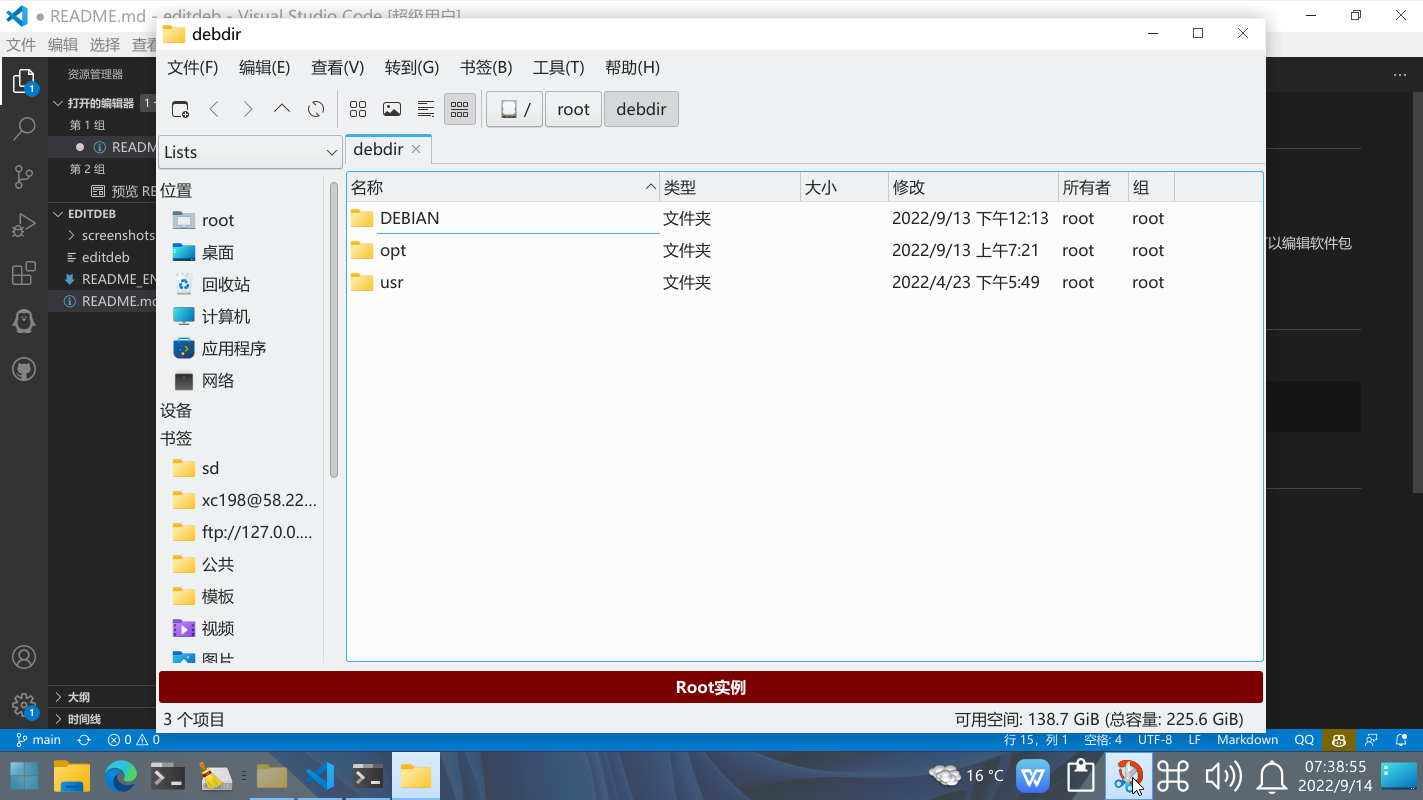 README.md - editdeb - Visual Studio Code [超级用户]
文件 编辑 选择 查看
debdir
文件(F) 编辑(E) 查看(V) 转到(G) 书签(B) 工具(T) 帮助(H)
/ root debdir
资源管理器
打开的编辑器 1
第 1 组
README
第 2 组
预览 RE
EDITDEB
screenshots
editdeb
README_EN
README.md
大纲
时间线
Lists
debdir
位置
root
桌面
回收站
计算机
应用程序
网络
设备
书签
sd
xc198@58.22...
ftp://127.0.0....
公共
模板
视频
图片
名称 类型 大小 修改 所有者 组
DEBIAN 文件夹 2022/9/13 下午12:13 root root
opt 文件夹 2022/9/13 上午7:21 root root
usr 文件夹 2022/4/23 下午5:49 root root
可以编辑软件包
Root实例
3 个项目 可用空间: 138.7 GiB (总容量: 225.6 GiB)
main 0 0 行 15，列 1 空格: 4 UTF-8 LF Markdown QQ
16 °C 07:38:55
2022/9/14